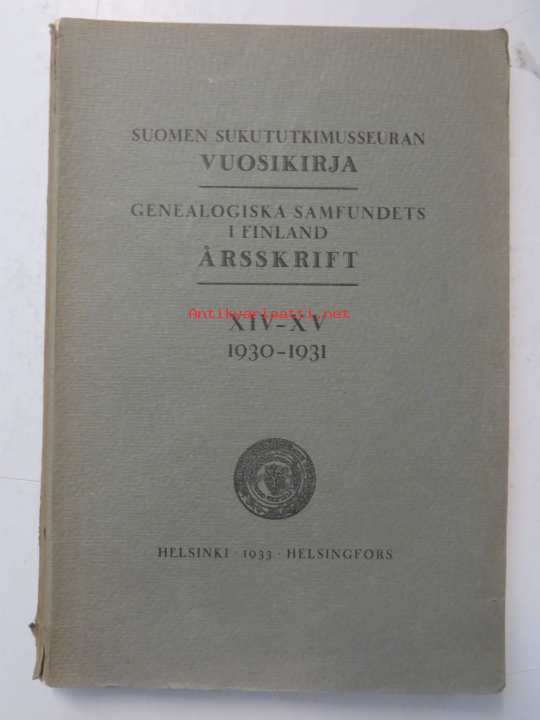 SUOMEN SUKUTUTKIMUSSEURAN
VUOSIKIRJA
GENEALOGISKA SAMFUNDETS
I FINLAND
ÅRSSKRIFT
Antikvariaatti.net
XIV-XV
1930-1931
HELSINKI · 1933 · HELSINGFORS